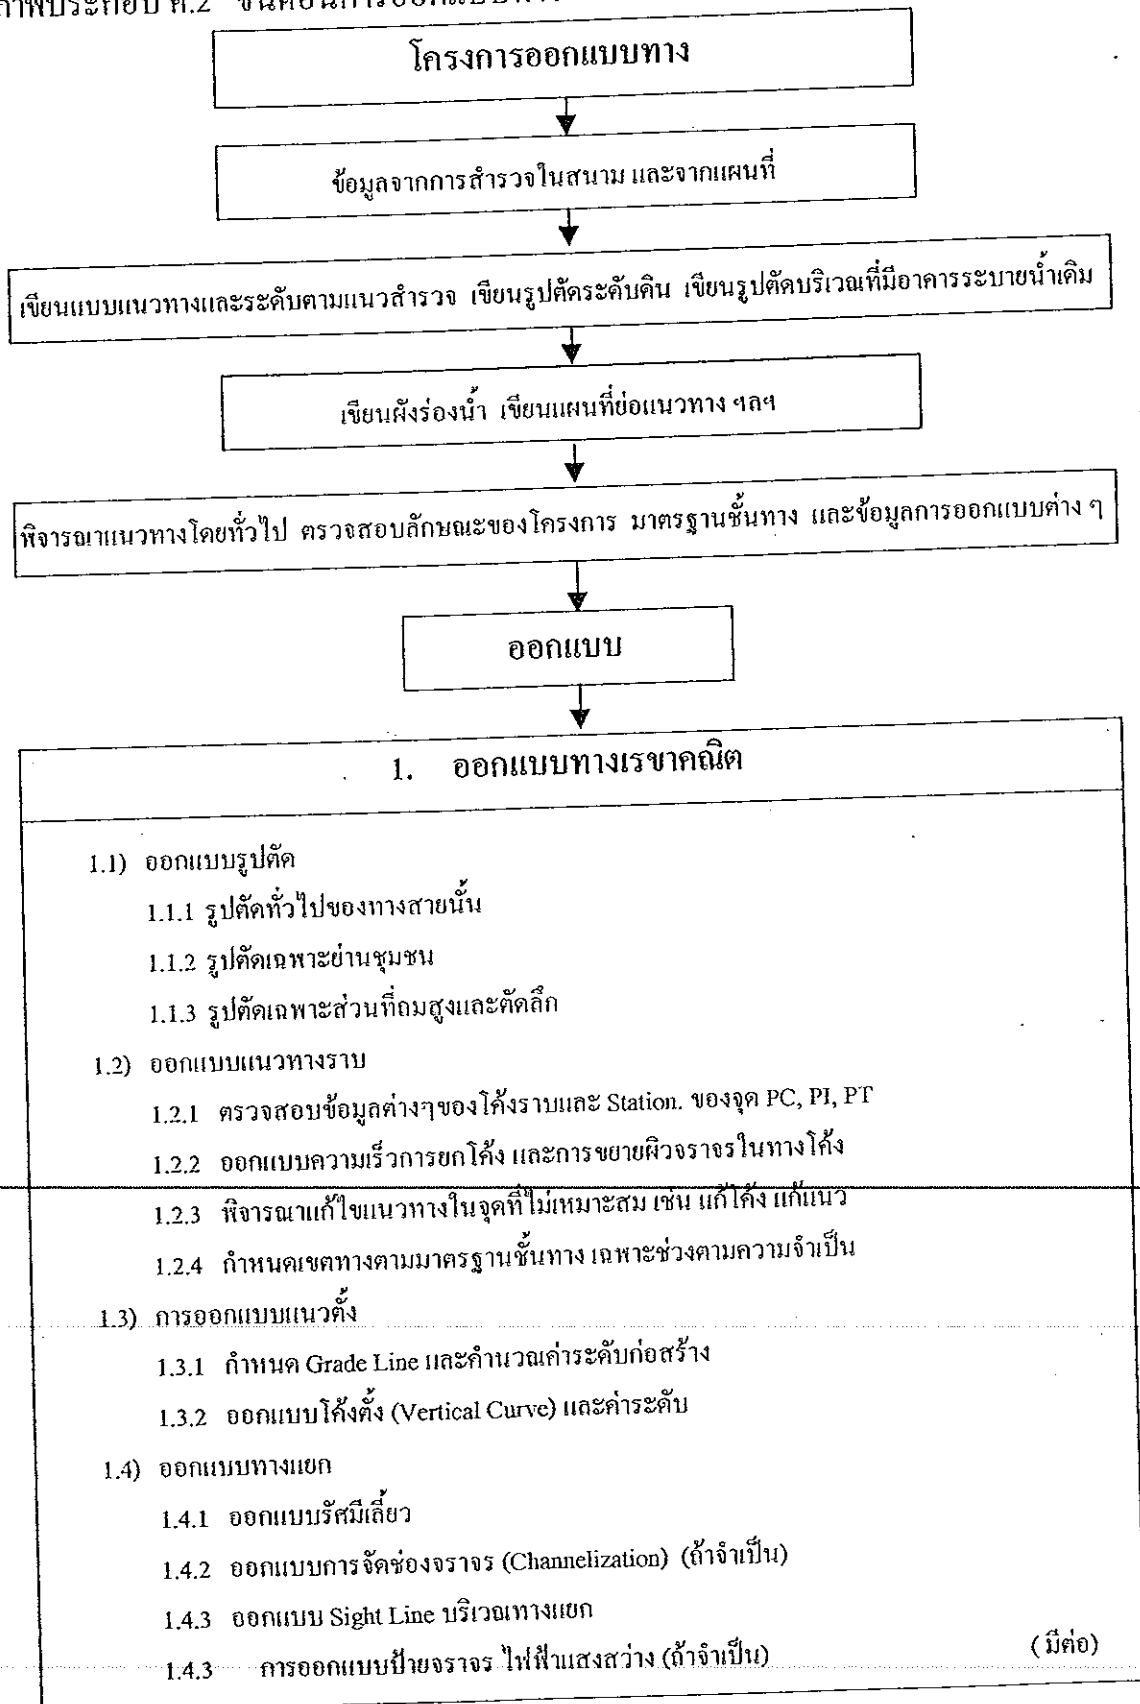 ขั้นตอนการออกแบบทาง
โครงการออกแบบทาง
ข้อมูลจากการสำรวจในสนาม และจากแผนที่
เขียนแบบแนวทางและระดับตามแนวสำรวจ เขียนรูปตัดระดับดิน เขียนรูปตัดบริเวณที่มีอาคารระบายน้ำเดิม
เขียนผังร่องน้ำ เขียนแผนที่ย่อแนวทาง ฯลฯ
พิจารณาแนวทางโดยทั่วไป ตรวจสอบลักษณะของโครงการ มาตรฐานชั้นทาง และข้อมูลการออกแบบต่าง ๆ
ออกแบบ
1. ออกแบบทางเรขาคณิต
1.1) ออกแบบรูปตัด
1.1.1 รูปตัดทั่วไปของทางสายนั้น
1.1.2 รูปตัดเฉพาะย่านชุมชน
1.1.3 รูปตัดเฉพาะส่วนที่ถมสูงและตัดลึก
1.2) ออกแบบแนวทางราบ
1.2.1 ตรวจสอบข้อมูลต่างๆของโค้งราบและ Station. ของจุด PC, PI, PT
1.2.2 ออกแบบความเร็วการยกโค้ง และการขยายผิวจราจรในทางโค้ง
1.2.3 พิจารณาแก้ไขแนวทางในจุดที่ไม่เหมาะสม เช่น แก้โค้ง แก้แนว
1.2.4 กำหนดเขตทางตามมาตรฐานชั้นทาง เฉพาะช่วงตามความจำเป็น
1.3) การออกแบบแนวตั้ง
1.3.1 กำหนด Grade Line และคำนวณค่าระดับก่อสร้าง
1.3.2 ออกแบบโค้งตั้ง (Vertical Curve) และค่าระดับ
1.4) ออกแบบทางแยก
1.4.1 ออกแบบรัศมีเลี้ยว
1.4.2 ออกแบบการจัดช่องจราจร (Channelization) (ถ้าจำเป็น)
1.4.3 ออกแบบ Sight Line บริเวณทางแยก
1.4.3 การออกแบบป้ายจราจร ไฟฟ้าแสงสว่าง (ถ้าจำเป็น)
( มีต่อ)